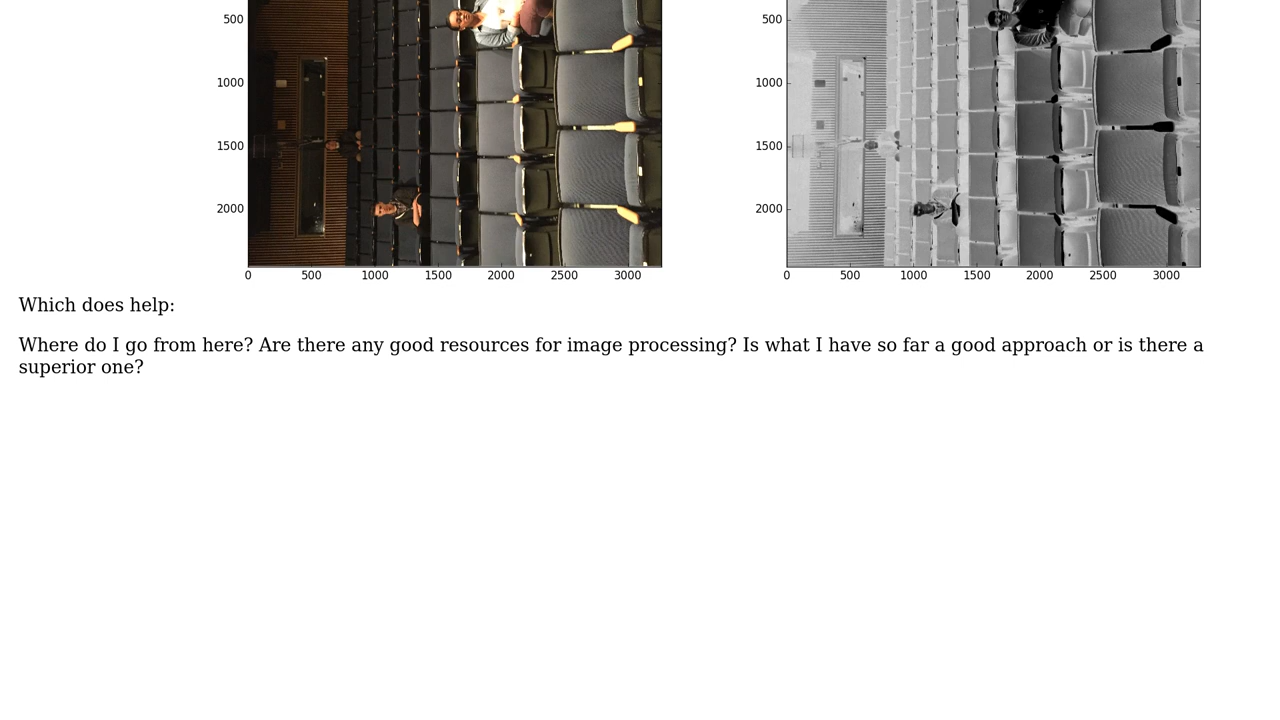 500
1000
1500
2000
0 500 1000 1500 2000 2500 3000
500
1000
1500
2000
0 500 1000 1500 2000 2500 3000
Which does help:
Where do I go from here? Are there any good resources for image processing? Is what I have so far a good approach or is there a
superior one?